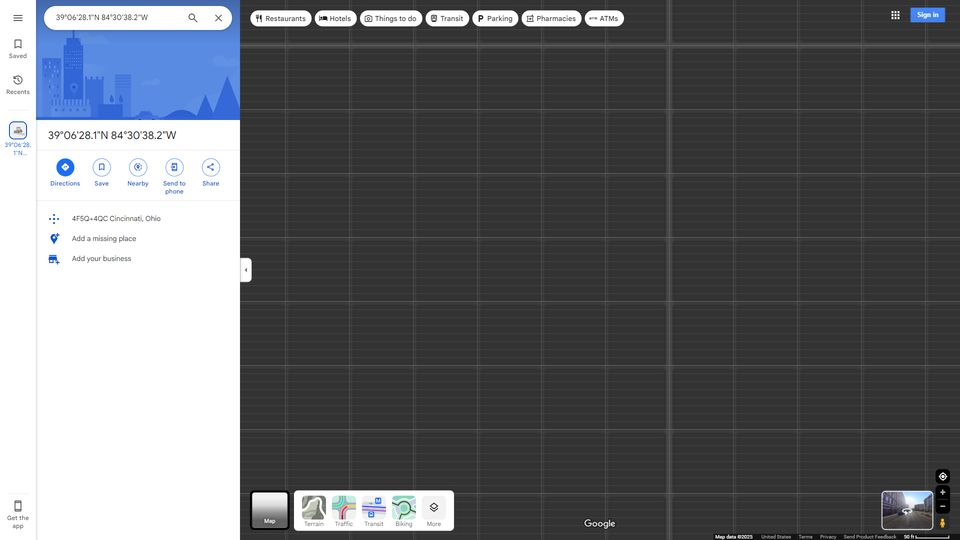 39°06'28.1"N 84°30'38.2"W
Restaurants
Hotels
Things to do
Transit
Parking
Pharmacies
ATMs
Sign in
Saved
Recents
39°06'28.
1"N…
39°06'28.1"N 84°30'38.2"W
Directions
Save
Nearby
Send to
phone
Share
4F5Q+4QC Cincinnati, Ohio
Add a missing place
Add your business
Get the
app
Map
Terrain
Traffic
Transit
Biking
More
Google
Map data ©2025 United States Terms Privacy Send Product Feedback 50 ft